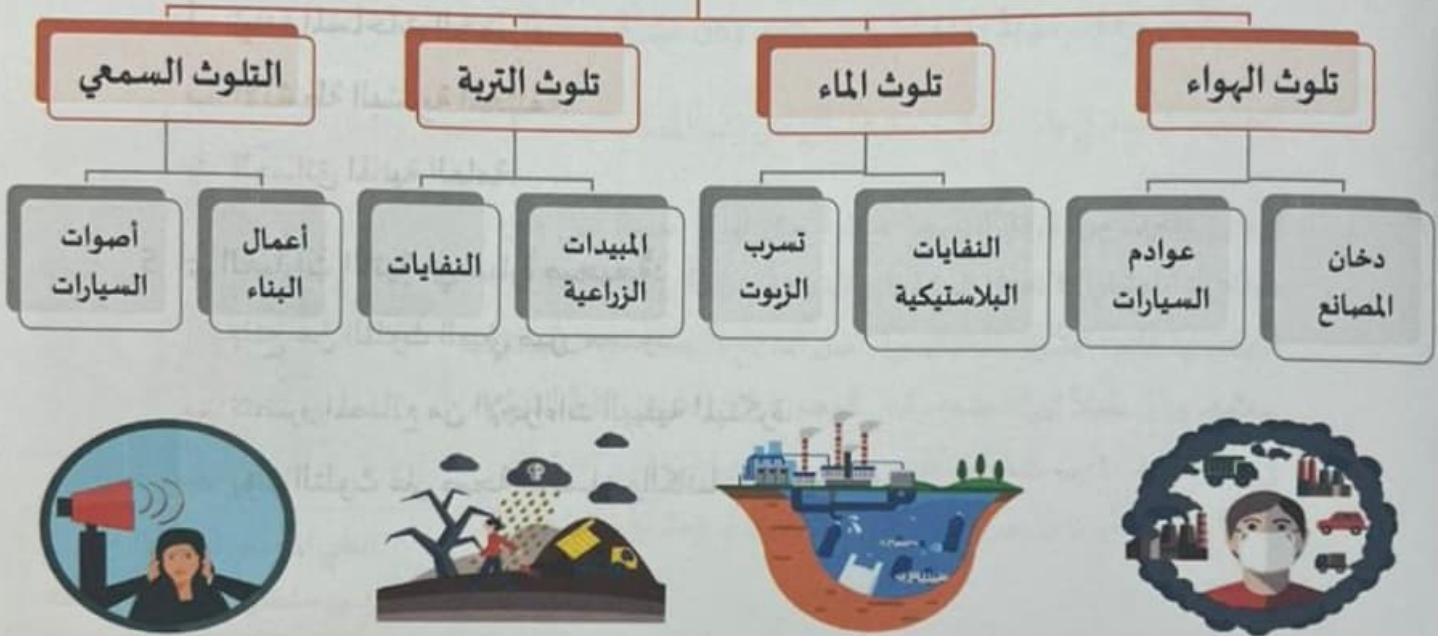 تلوث الهواء
تلوث الماء
تلوث التربة
التلوث السمعي
دخان
المصانع
عوادم
السيارات
النفايات
البلاستيكية
تسرب
الزيوت
المبيدات
الزراعية
النفايات
أعمال
البناء
أصوات
السيارات